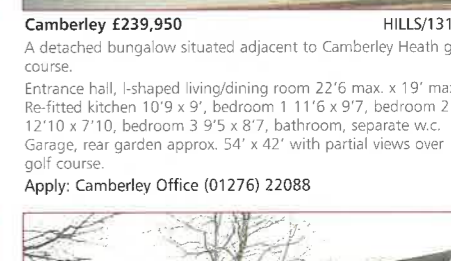 Camberley £239,950 HILLS/131
A detached bungalow situated adjacent to Camberley Heath g
course.
Entrance hall, l-shaped living/dining room 22'6 max. x 19' ma
Re-fitted kitchen 10'9 x 9', bedroom 1 11'6 x 9'7, bedroom 2
12'10 x 7'10, bedroom 3 9'5 x 8'7, bathroom, separate w.c.
Garage, rear garden approx. 54' x 42' with partial views over
golf course.
Apply: Camberley Office (01276) 22088